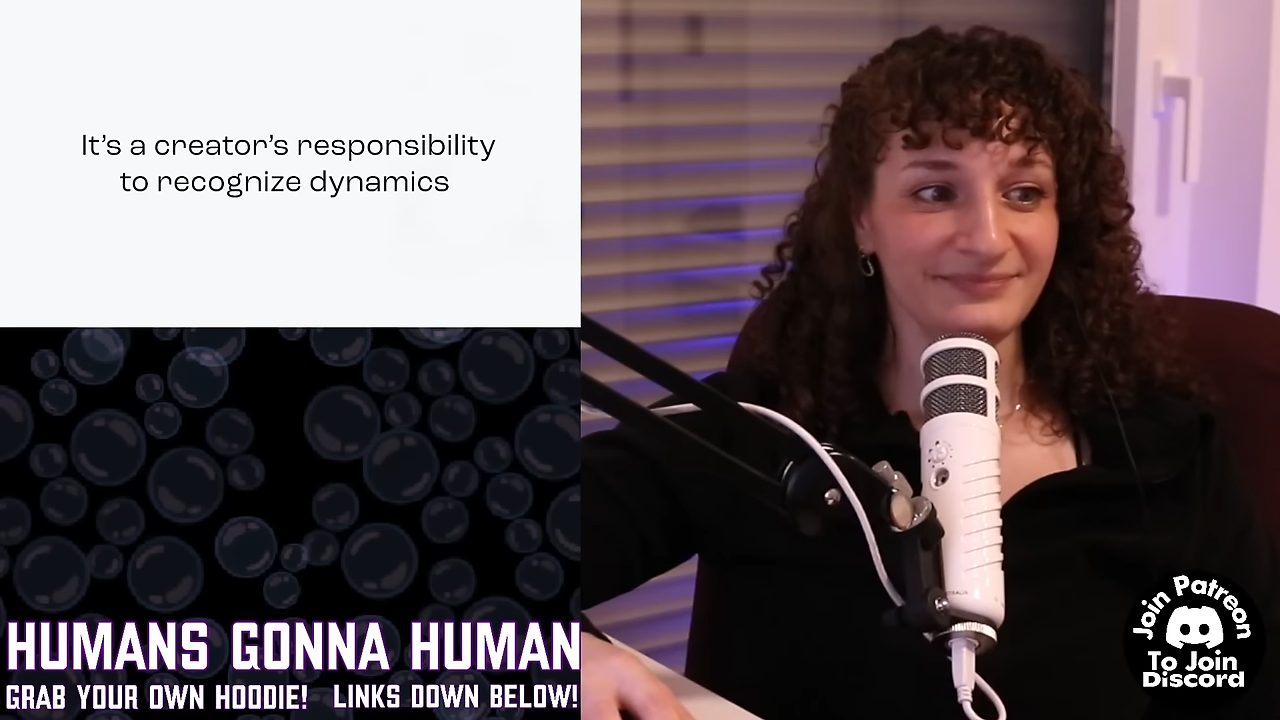 It's a creator's responsibility
to recognize dynamics
HUMANS GONNA HUMAN
GRAB YOUR OWN HOODIE! LINKS DOWN BELOW!
Join Patreon
To Join
Discord